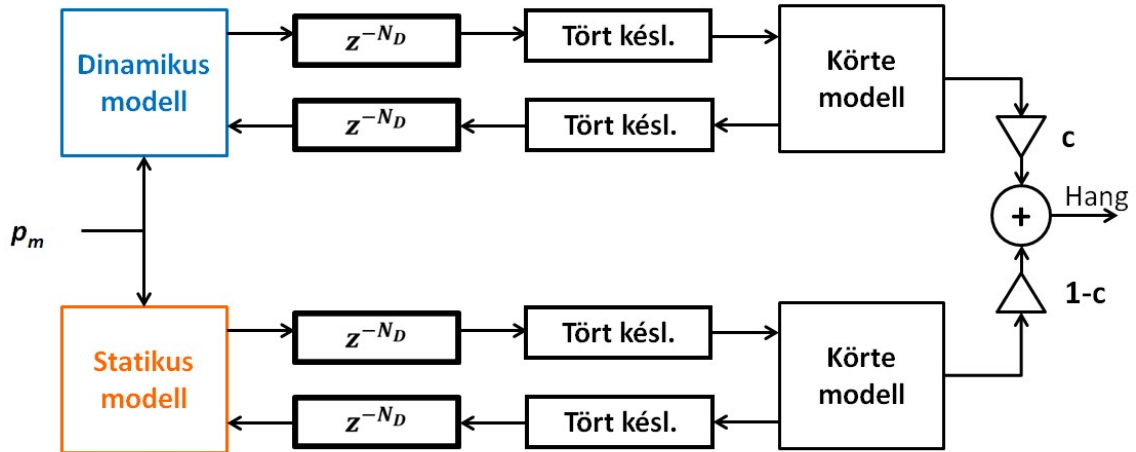 Dinamikus
modell
z^{-N_D}
Tört késl.
z^{-N_D}
Tört késl.
Körte
modell
c
Hang
+
p_m
1-c
Statikus
modell
z^{-N_D}
Tört késl.
z^{-N_D}
Tört késl.
Körte
modell